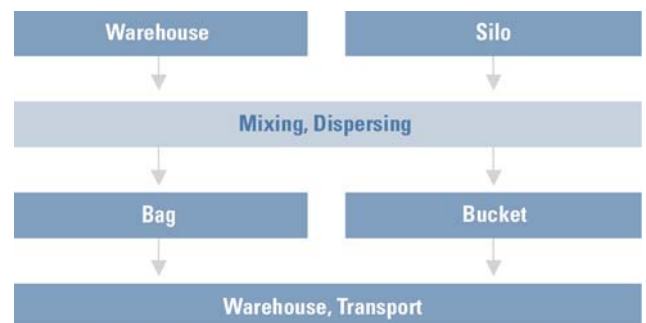 Warehouse
Silo
Mixing, Dispersing
Bag
Bucket
Warehouse, Transport